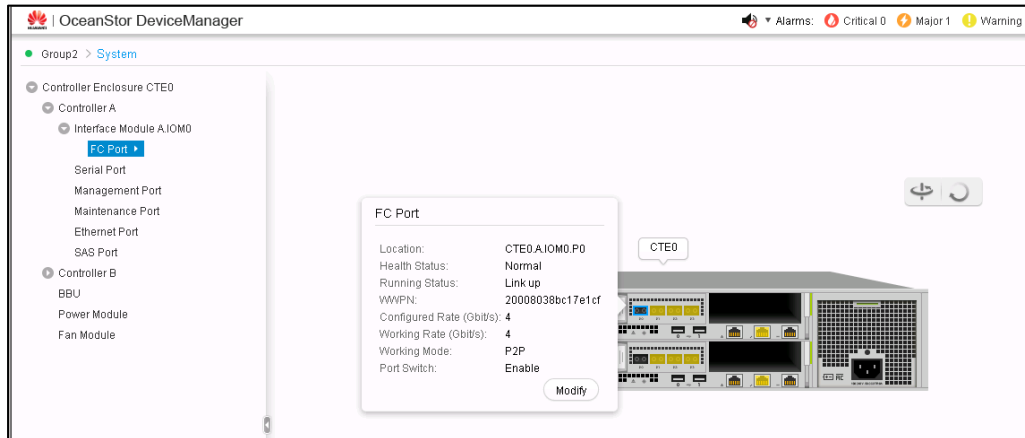 HUAWEI
OceanStor DeviceManager
Alarms: Critical 0 Major 1 Warning
Group2 > System
Controller Enclosure CTE0
Controller A
Interface Module A.IOM0
FC Port
Serial Port
Management Port
Maintenance Port
Ethernet Port
SAS Port
Controller B
BBU
Power Module
Fan Module
FC Port
Location: CTE0.A.IOM0.P0
Health Status: Normal
Running Status: Link up
WWPN: 20008038bc17e1cf
Configured Rate (Gbit/s): 4
Working Rate (Gbit/s): 4
Working Mode: P2P
Port Switch: Enable
Modify
CTE0